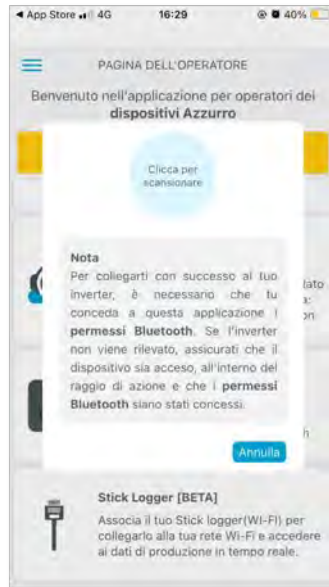 App Store 4G 16:29 40%
PAGINA DELL'OPERATORE
Benvenuto nell'applicazione per operatori dei
dispositivi Azzurro
Clicca per
scansionare
Nota
Per collegarti con successo al tuo
inverter, è necessario che tu
conceda a questa applicazione i
permessi Bluetooth. Se l'inverter
non viene rilevato, assicurati che il
dispositivo sia acceso, all'interno del
raggio di azione e che i permessi
Bluetooth siano stati concessi.
Annulla
Stick Logger [BETA]
Associa il tuo Stick logger(WI-FI) per
collegarlo alla tua rete Wi-Fi e accedere
ai dati di produzione in tempo reale.